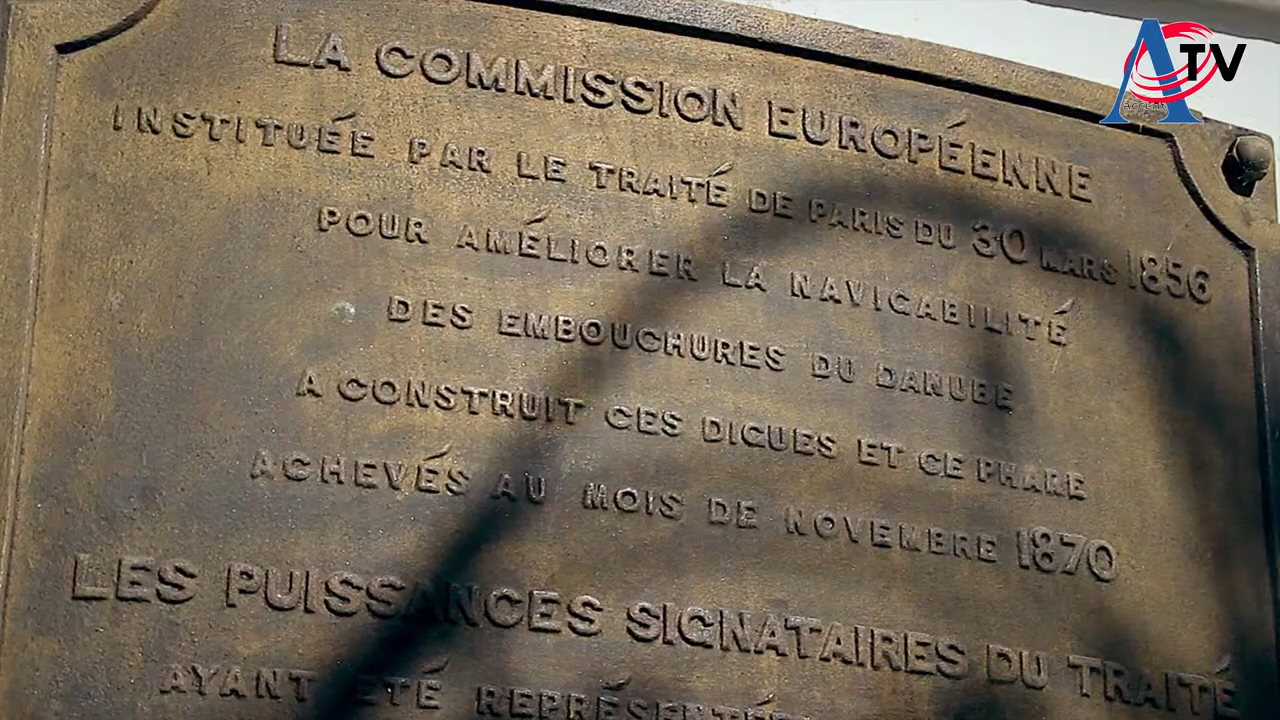 LA COMMISSION EUROPÉENNE
INSTITUÉE PAR LE TRAITÉ DE PARIS DU 30 MARS 1856
POUR AMÉLIORER LA NAVIGABILITÉ
DES EMBOUCHURES DU DANUBE
A CONSTRUIT CES DIGUES ET CE PHARE
ACHEVÉS AU MOIS DE NOVEMBRE 1870
LES PUISSANCES SIGNATAIRES DU TRAITÉ
AYANT ÉTÉ
ATV
accent